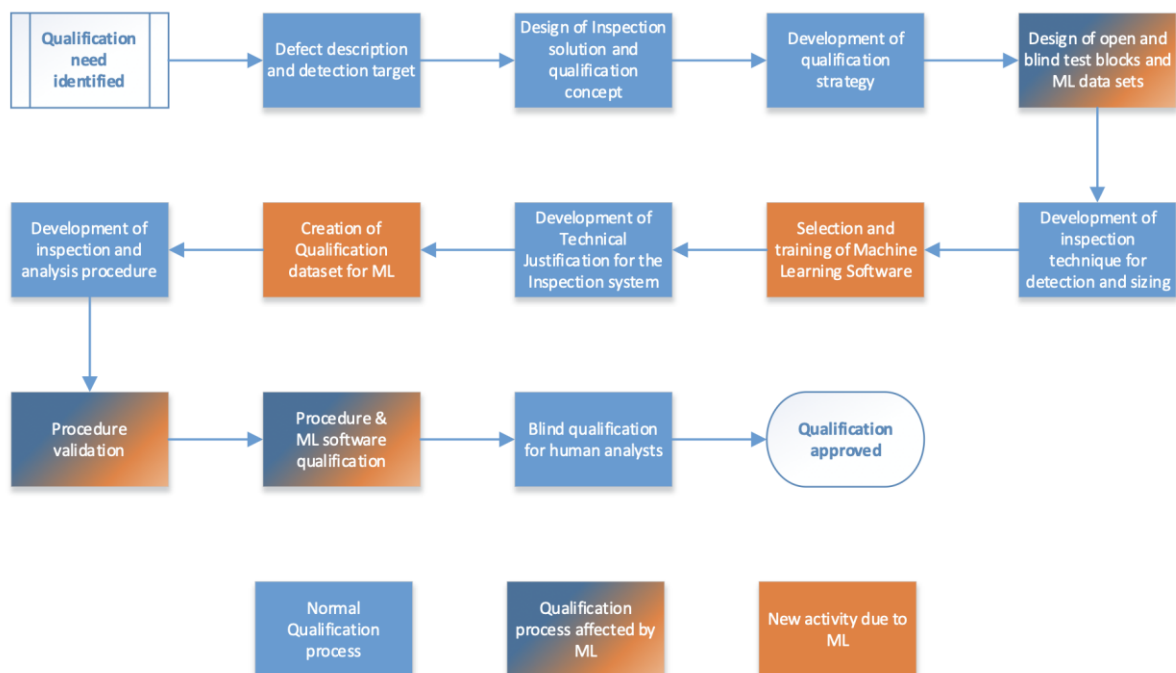 Qualification
need
identified
Defect description
and detection target
Design of Inspection
solution and
qualification
concept
Development of
qualification
strategy
Design of open and
blind test blocks and
ML data sets
Development of
inspection and
analysis procedure
Creation of
Qualification
dataset for ML
Development of
Technical
Justification for the
Inspection system
Selection and
training of Machine
Learning Software
Development of
inspection
technique for
detection and sizing
Procedure
validation
Procedure &
ML software
qualification
Blind qualification
for human analysts
Qualification
approved
Normal
Qualification
process
Qualification
process affected by
ML
New activity due to
ML